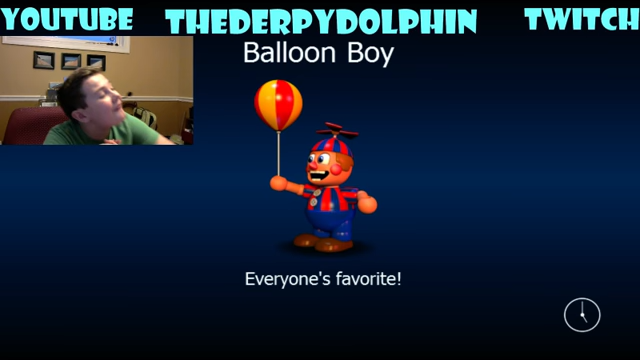 YOUTUBE THEDERPYDOLPHIN TWITCH
Balloon Boy
Everyone's favorite!